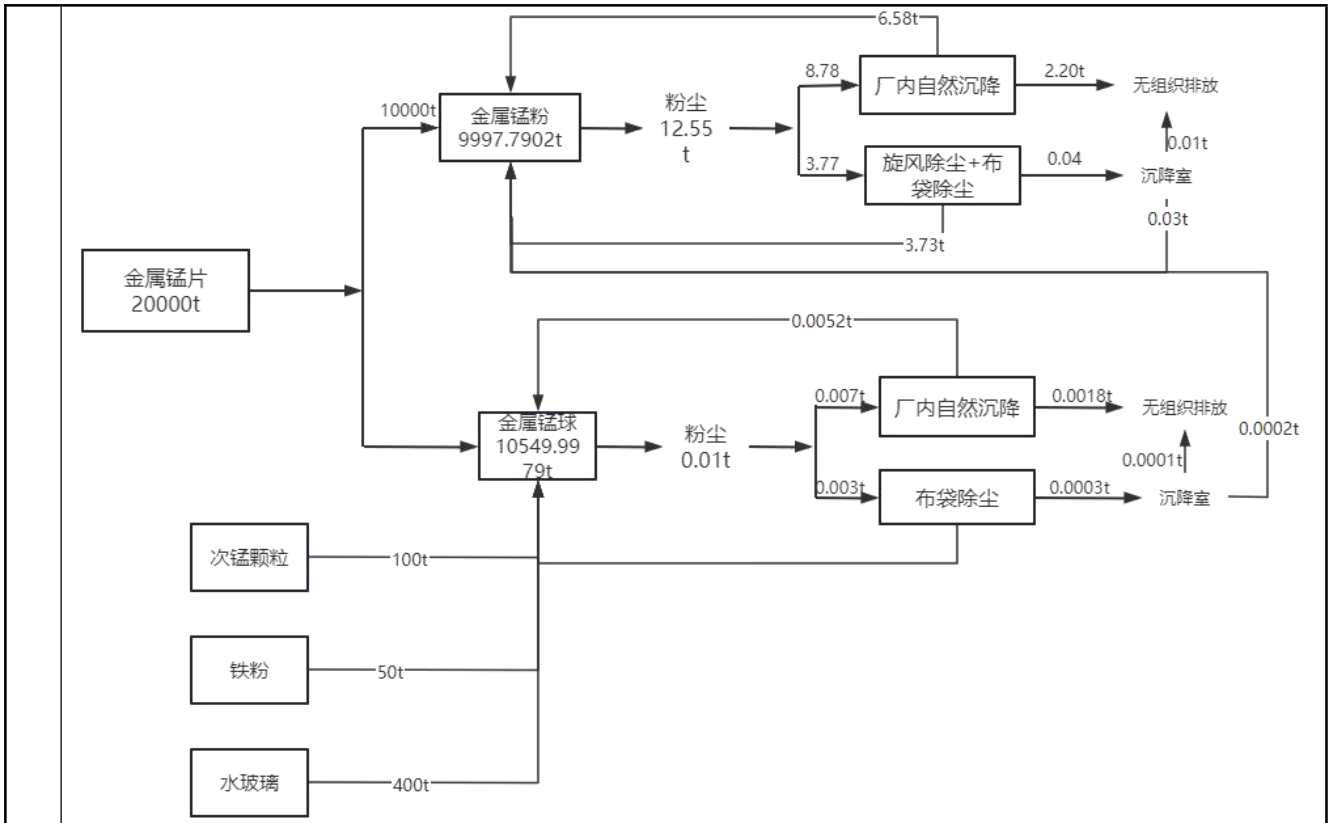 6.58t
10000t
金属锰粉
9997.7902t
粉尘
12.55
t
8.78
厂内自然沉降
2.20t
无组织排放
0.01t
3.77
旋风除尘+布
袋除尘
0.04
沉降室
0.03t
3.73t
金属锰片
20000t
0.0052t
金属锰球
10549.99
79t
粉尘
0.01t
0.007t
厂内自然沉降
0.0018t
无组织排放
0.0002t
0.0001t
0.003t
布袋除尘
0.0003t
沉降室
次锰颗粒
100t
铁粉
50t
水玻璃
400t